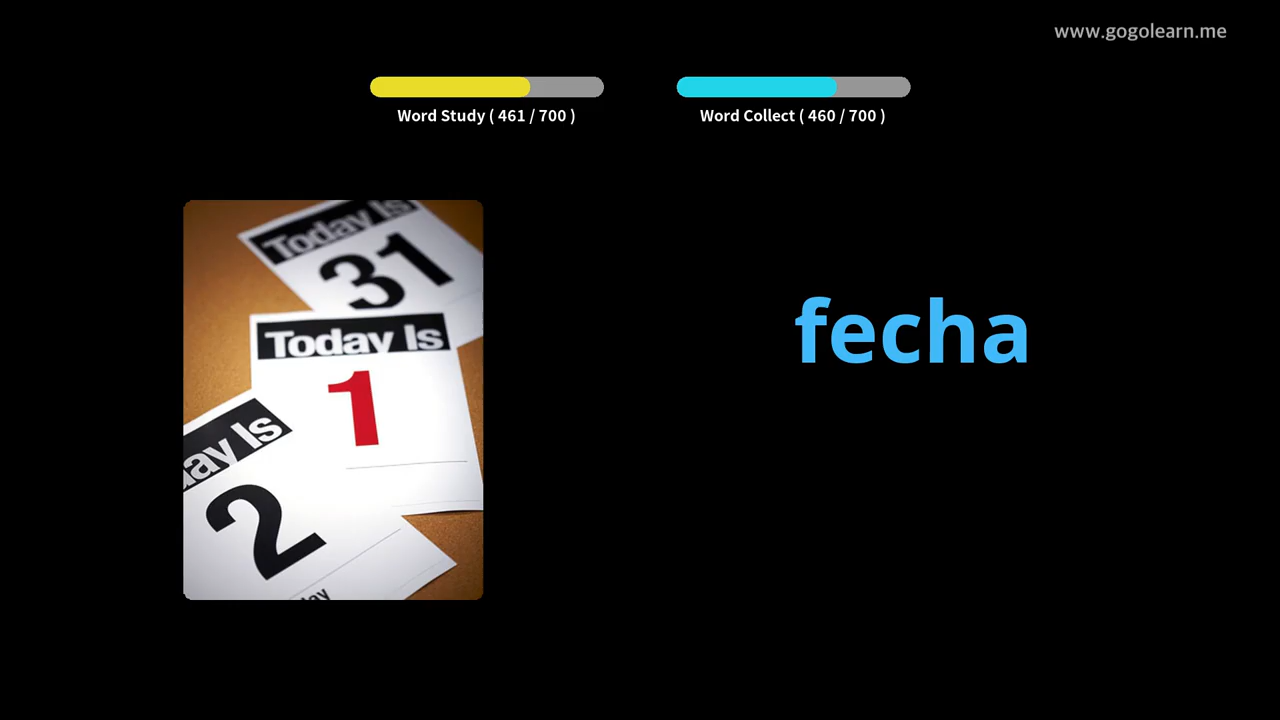 www.gogolearn.me
Word Study ( 461 / 700 )
Word Collect ( 460 / 700 )
Today Is
31
Today Is
1
ay Is
2
fecha